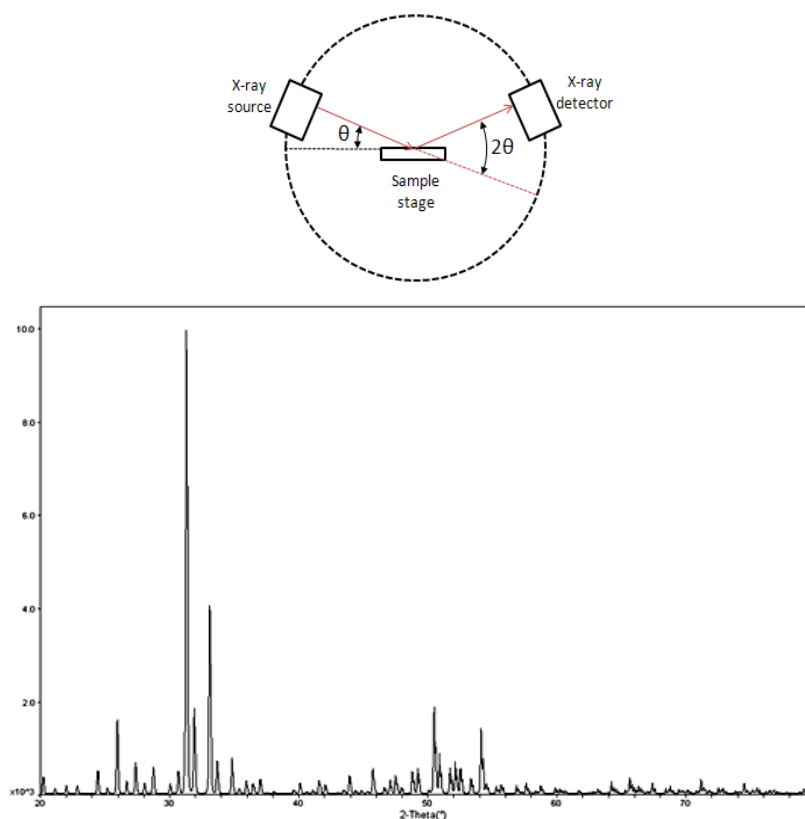 X-ray
source
X-ray
detector
θ
2θ
Sample
stage
10.0
8.0
6.0
4.0
2.0
x10^3
20
30
40
50
60
70
2-Theta(°)